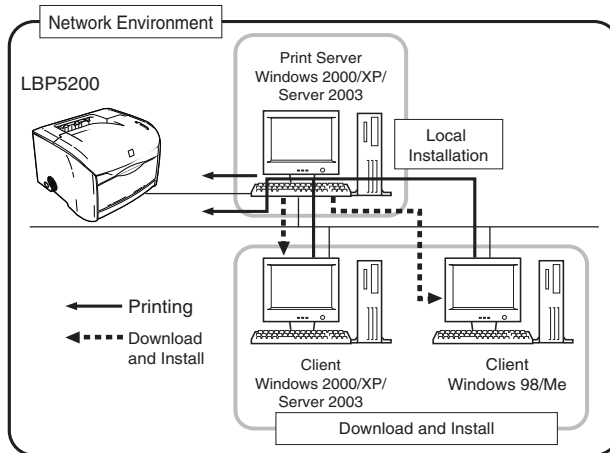 Network Environment
Print Server
Windows 2000/XP/
Server 2003
LBP5200
Local
Installation
Printing
Download
and Install
Client
Windows 2000/XP/
Server 2003
Client
Windows 98/Me
Download and Install